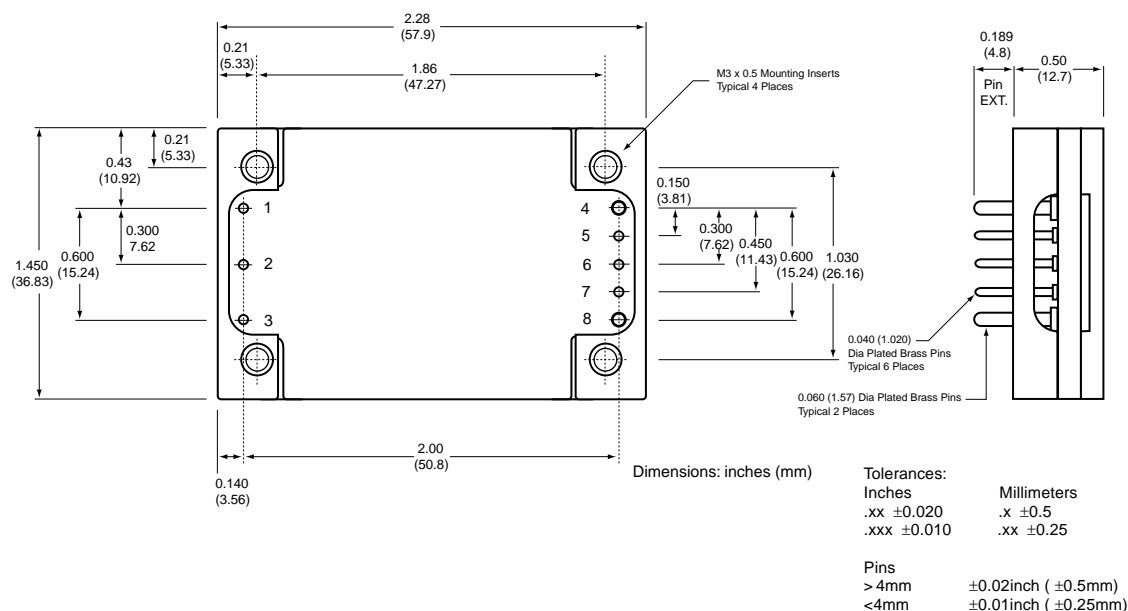 2.28
(57.9)
0.21
(5.33)
1.86
(47.27)
M3 x 0.5 Mounting Inserts
Typical 4 Places
0.189
(4.8)
0.50
(12.7)
Pin
EXT.
0.21
(5.33)
0.43
(10.92)
0.300
7.62
0.600
(15.24)
1.450
(36.83)
1
2
3
4
5
6
7
8
0.150
(3.81)
0.300
(7.62)
0.450
(11.43)
0.600
(15.24)
1.030
(26.16)
0.040 (1.020)
Dia Plated Brass Pins
Typical 6 Places
0.060 (1.57) Dia Plated Brass Pins
Typical 2 Places
2.00
(50.8)
0.140
(3.56)
Dimensions: inches (mm)
Tolerances:
Inches Millimeters
.xx ±0.020 .x ±0.5
.xxx ±0.010 .xx ±0.25
Pins
> 4mm ±0.02inch ( ±0.5mm)
<4mm ±0.01inch ( ±0.25mm)